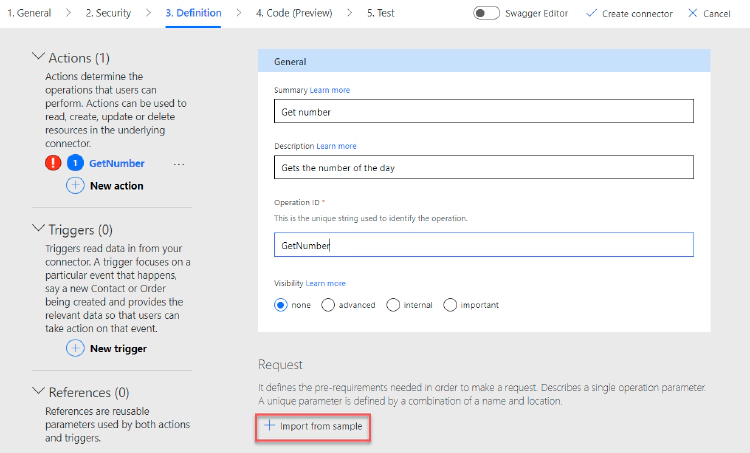 1. General > 2. Security > 3. Definition > 4. Code (Preview) > 5. Test Swagger Editor Create connector Cancel
Actions (1)
Actions determine the
operations that users can
perform. Actions can be used to
read, create, update or delete
resources in the underlying
connector.
! 1 GetNumber ...
New action
Triggers (0)
Triggers read data in from your
connector. A trigger focuses on a
particular event that happens,
say a new Contact or Order
being created and provides the
relevant data so that users can
take action on that event.
New trigger
References (0)
References are reusable
parameters used by both actions
and triggers.
General
Summary Learn more
Get number
Description Learn more
Gets the number of the day
Operation ID *
This is the unique string used to identify the operation.
GetNumber
Visibility Learn more
none advanced internal important
Request
It defines the pre-requirements needed in order to make a request. Describes a single operation parameter.
A unique parameter is defined by a combination of a name and location.
+ Import from sample